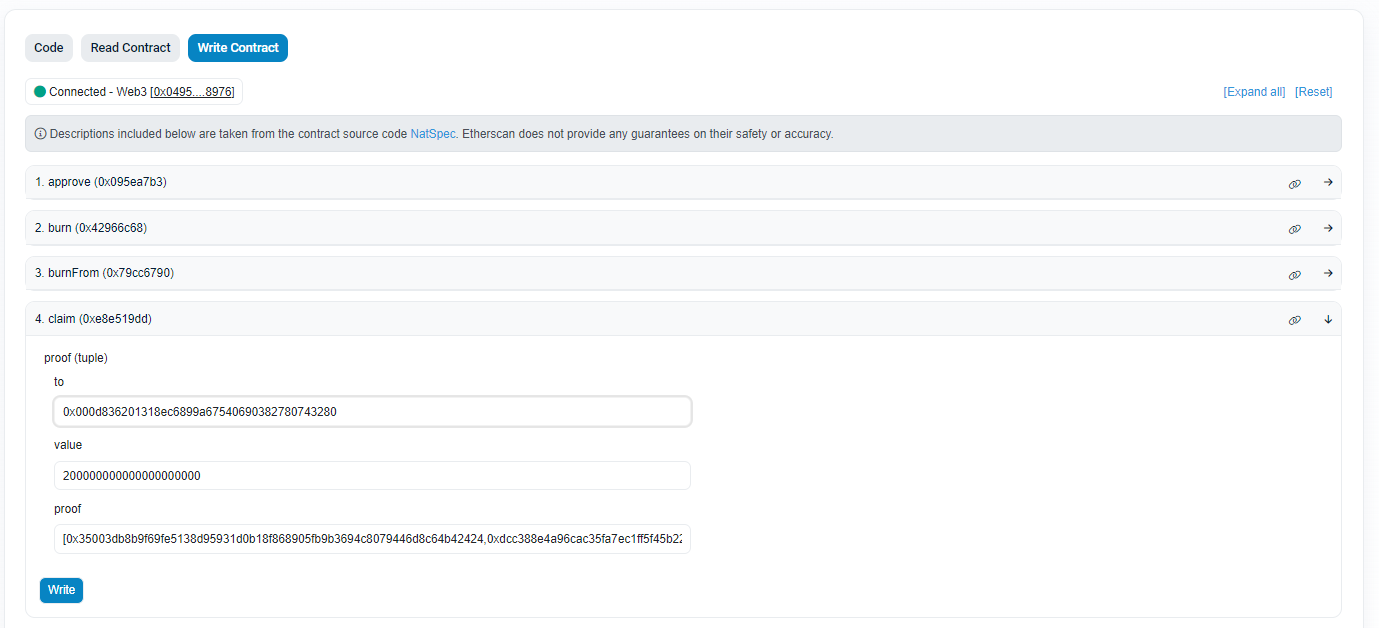 Code Read Contract Write Contract
Connected - Web3 [0x0495....8976]
[Expand all] [Reset]
Descriptions included below are taken from the contract source code NatSpec. Etherscan does not provide any guarantees on their safety or accuracy.
1. approve (0x095ea7b3)
2. burn (0x42966c68)
3. burnFrom (0x79cc6790)
4. claim (0xe8e519dd)
proof (tuple)
to
0x000d836201318ec6899a67540690382780743280
value
200000000000000000000
proof
[0x35003db8b9f69fe5138d95931d0b18f868905fb9b3694c8079446d8c64b42424,0xdcc388e4a96cac35fa7ec1ff5f45b22
Write